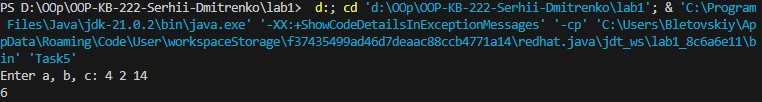 PS D:\OOp\OOP-KB-222-Serhii-Dmitrenko\lab1>  d:; cd 'd:\OOp\OOP-KB-222-Serhii-Dmitrenko\lab1'; & 'C:\Program
 Files\Java\jdk-21.0.2\bin\java.exe' '-XX:+ShowCodeDetailsInExceptionMessages' '-cp' 'C:\Users\Bletovskiy\Ap
pData\Roaming\Code\User\workspaceStorage\f37435499ad46d7deaac88ccb4771a14\redhat.java\jdt_ws\lab1_8c6a6e11\b
in' 'Task5'
Enter a, b, c: 4 2 14
6